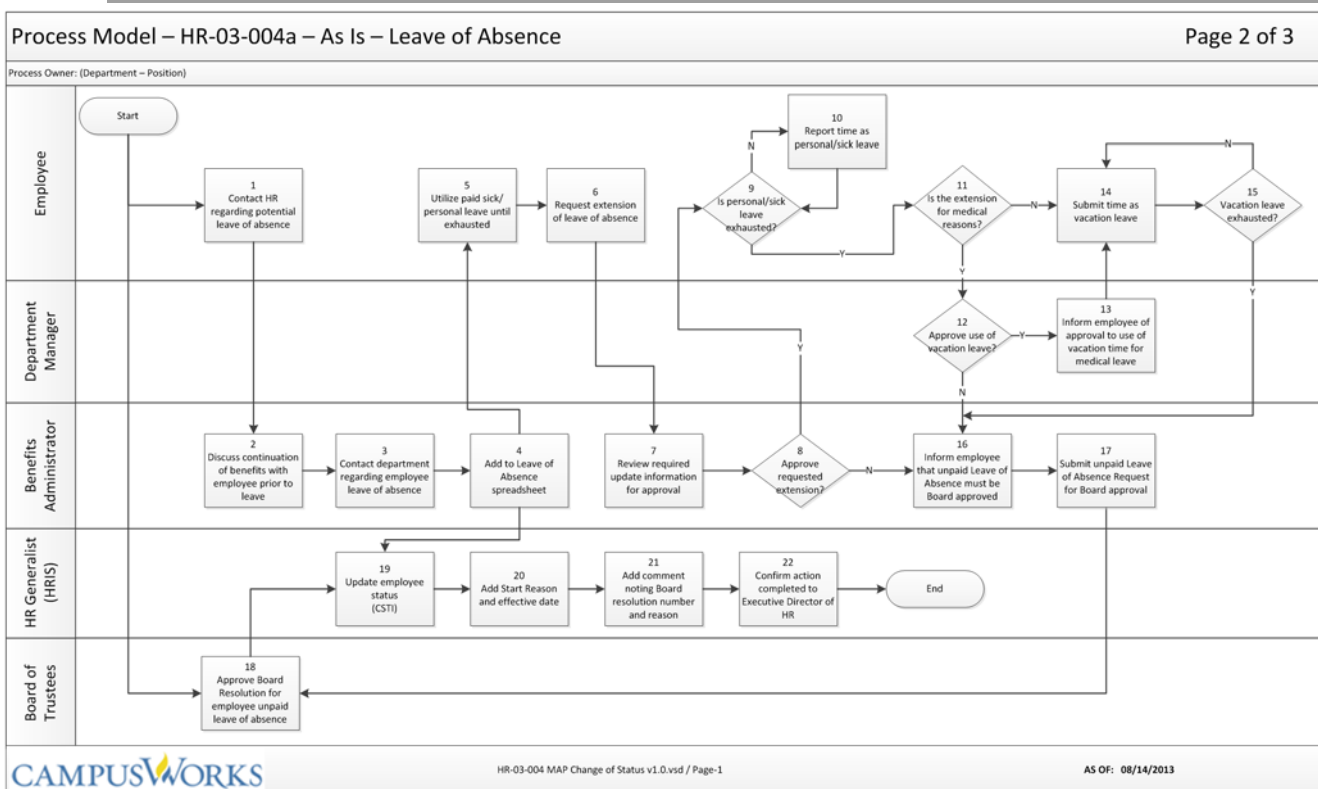 Process Model – HR-03-004a – As Is – Leave of Absence
Page 2 of 3
Process Owner: (Department – Position)
Employee
Start
1
Contact HR
regarding potential
leave of absence
5
Utilize paid sick/
personal leave until
exhausted
6
Request extension
of leave of absence
9
Is personal/sick
leave
exhausted?
N
10
Report time as
personal/sick leave
Y
11
Is the extension
for medical
reasons?
N
Y
14
Submit time as
vacation leave
N
15
Vacation leave
exhausted?
Y
Department
Manager
Y
12
Approve use of
vacation leave?
Y
N
13
Inform employee of
approval to use of
vacation time for
medical leave
Benefits
Administrator
2
Discuss continuation
of benefits with
employee prior to
leave
3
Contact department
regarding employee
leave of absence
4
Add to Leave of
Absence
spreadsheet
7
Review required
update information
for approval
8
Approve
requested
extension?
N
16
Inform employee
that unpaid Leave of
Absence must be
Board approved
17
Submit unpaid Leave
of Absence Request
for Board approval
HR Generalist
(HRIS)
19
Update employee
status
(CSTI)
20
Add Start Reason
and effective date
21
Add comment
noting Board
resolution number
and reason
22
Confirm action
completed to
Executive Director of
HR
End
Board of
Trustees
18
Approve Board
Resolution for
employee unpaid
leave of absence
CAMPUSWORKS
HR-03-004 MAP Change of Status v1.0.vsd / Page-1
AS OF: 08/14/2013